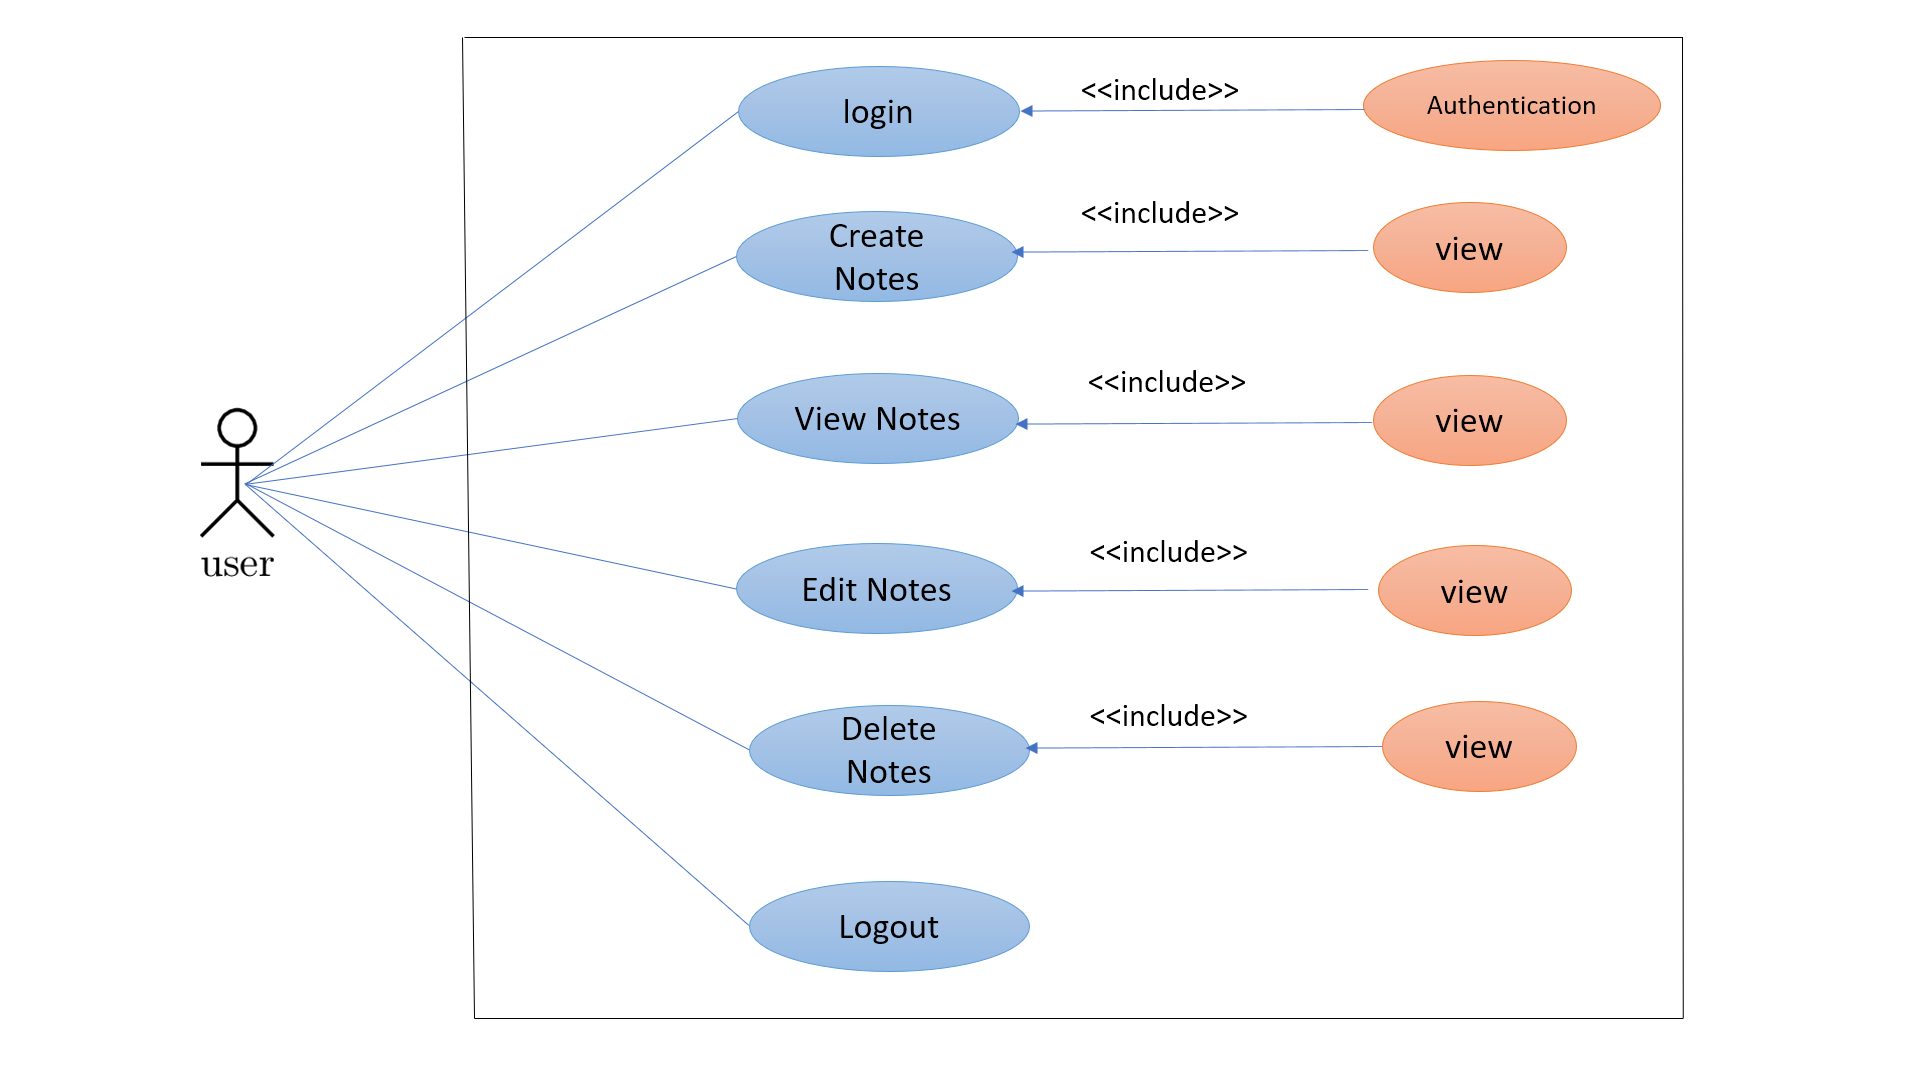 login
<<include>>
Authentication
Create
Notes
<<include>>
view
View Notes
<<include>>
view
user
Edit Notes
<<include>>
view
Delete
Notes
<<include>>
view
Logout